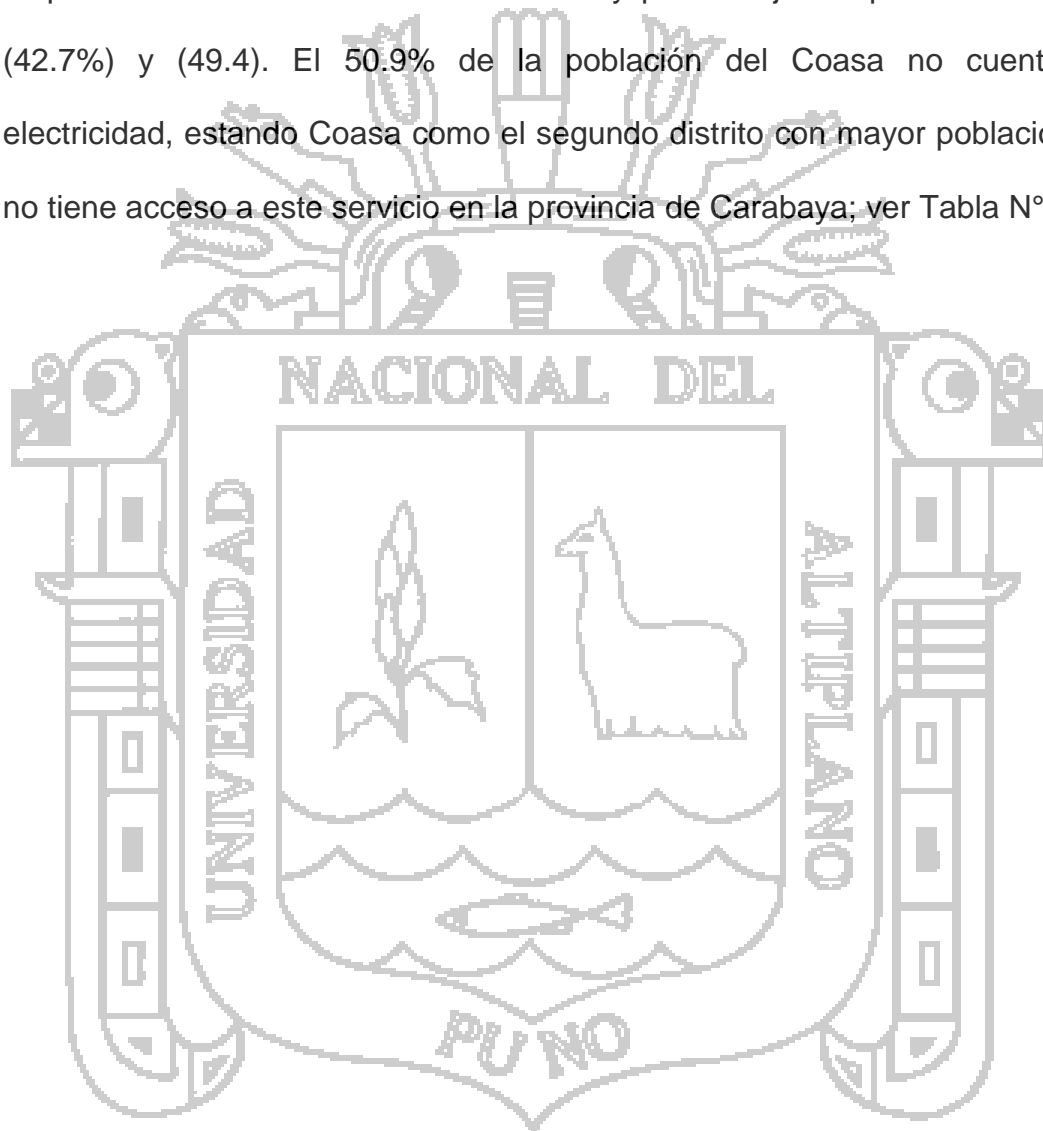 (42.7%) y (49.4). El 50.9% de la población del Coasa no cuent
electricidad, estando Coasa como el segundo distrito con mayor poblaci
no tiene acceso a este servicio en la provincia de Carabaya; ver Tabla N°
NACIONAL DEL
UNIVERSIDAD
ALTIPLANO
PUNO